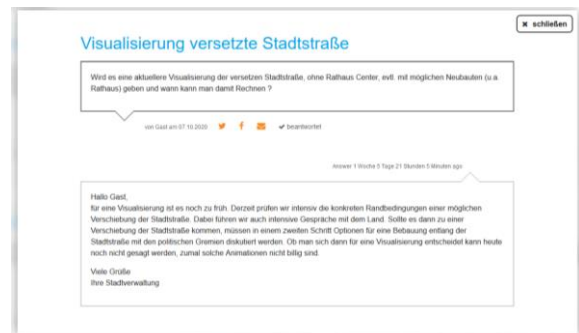 ✖ schließen
Visualisierung versetzte Stadtstraße
Wird es eine aktuellere Visualisierung der versetzen Stadtstraße, ohne Rathaus Center, evtl. mit möglichen Neubauten (u.a.
Rathaus) geben und wann kann man damit Rechnen ?
von Gast am 07.10.2020 ✔ beantwortet
Answer 1 Woche 5 Tage 21 Stunden 5 Minuten ago
Hallo Gast,
für eine Visualisierung ist es noch zu früh. Derzeit prüfen wir intensiv die konkreten Randbedingungen einer möglichen
Verschiebung der Stadtstraße. Dabei führen wir auch intensive Gespräche mit dem Land. Sollte es dann zu einer
Verschiebung der Stadtstraße kommen, müssen in einem zweiten Schritt Optionen für eine Bebauung entlang der
Stadtstraße mit den politischen Gremien diskutiert werden. Ob man sich dann für eine Visualisierung entscheidet kann heute
noch nicht gesagt werden, zumal solche Animationen nicht billig sind.
Viele Grüße
Ihre Stadtverwaltung